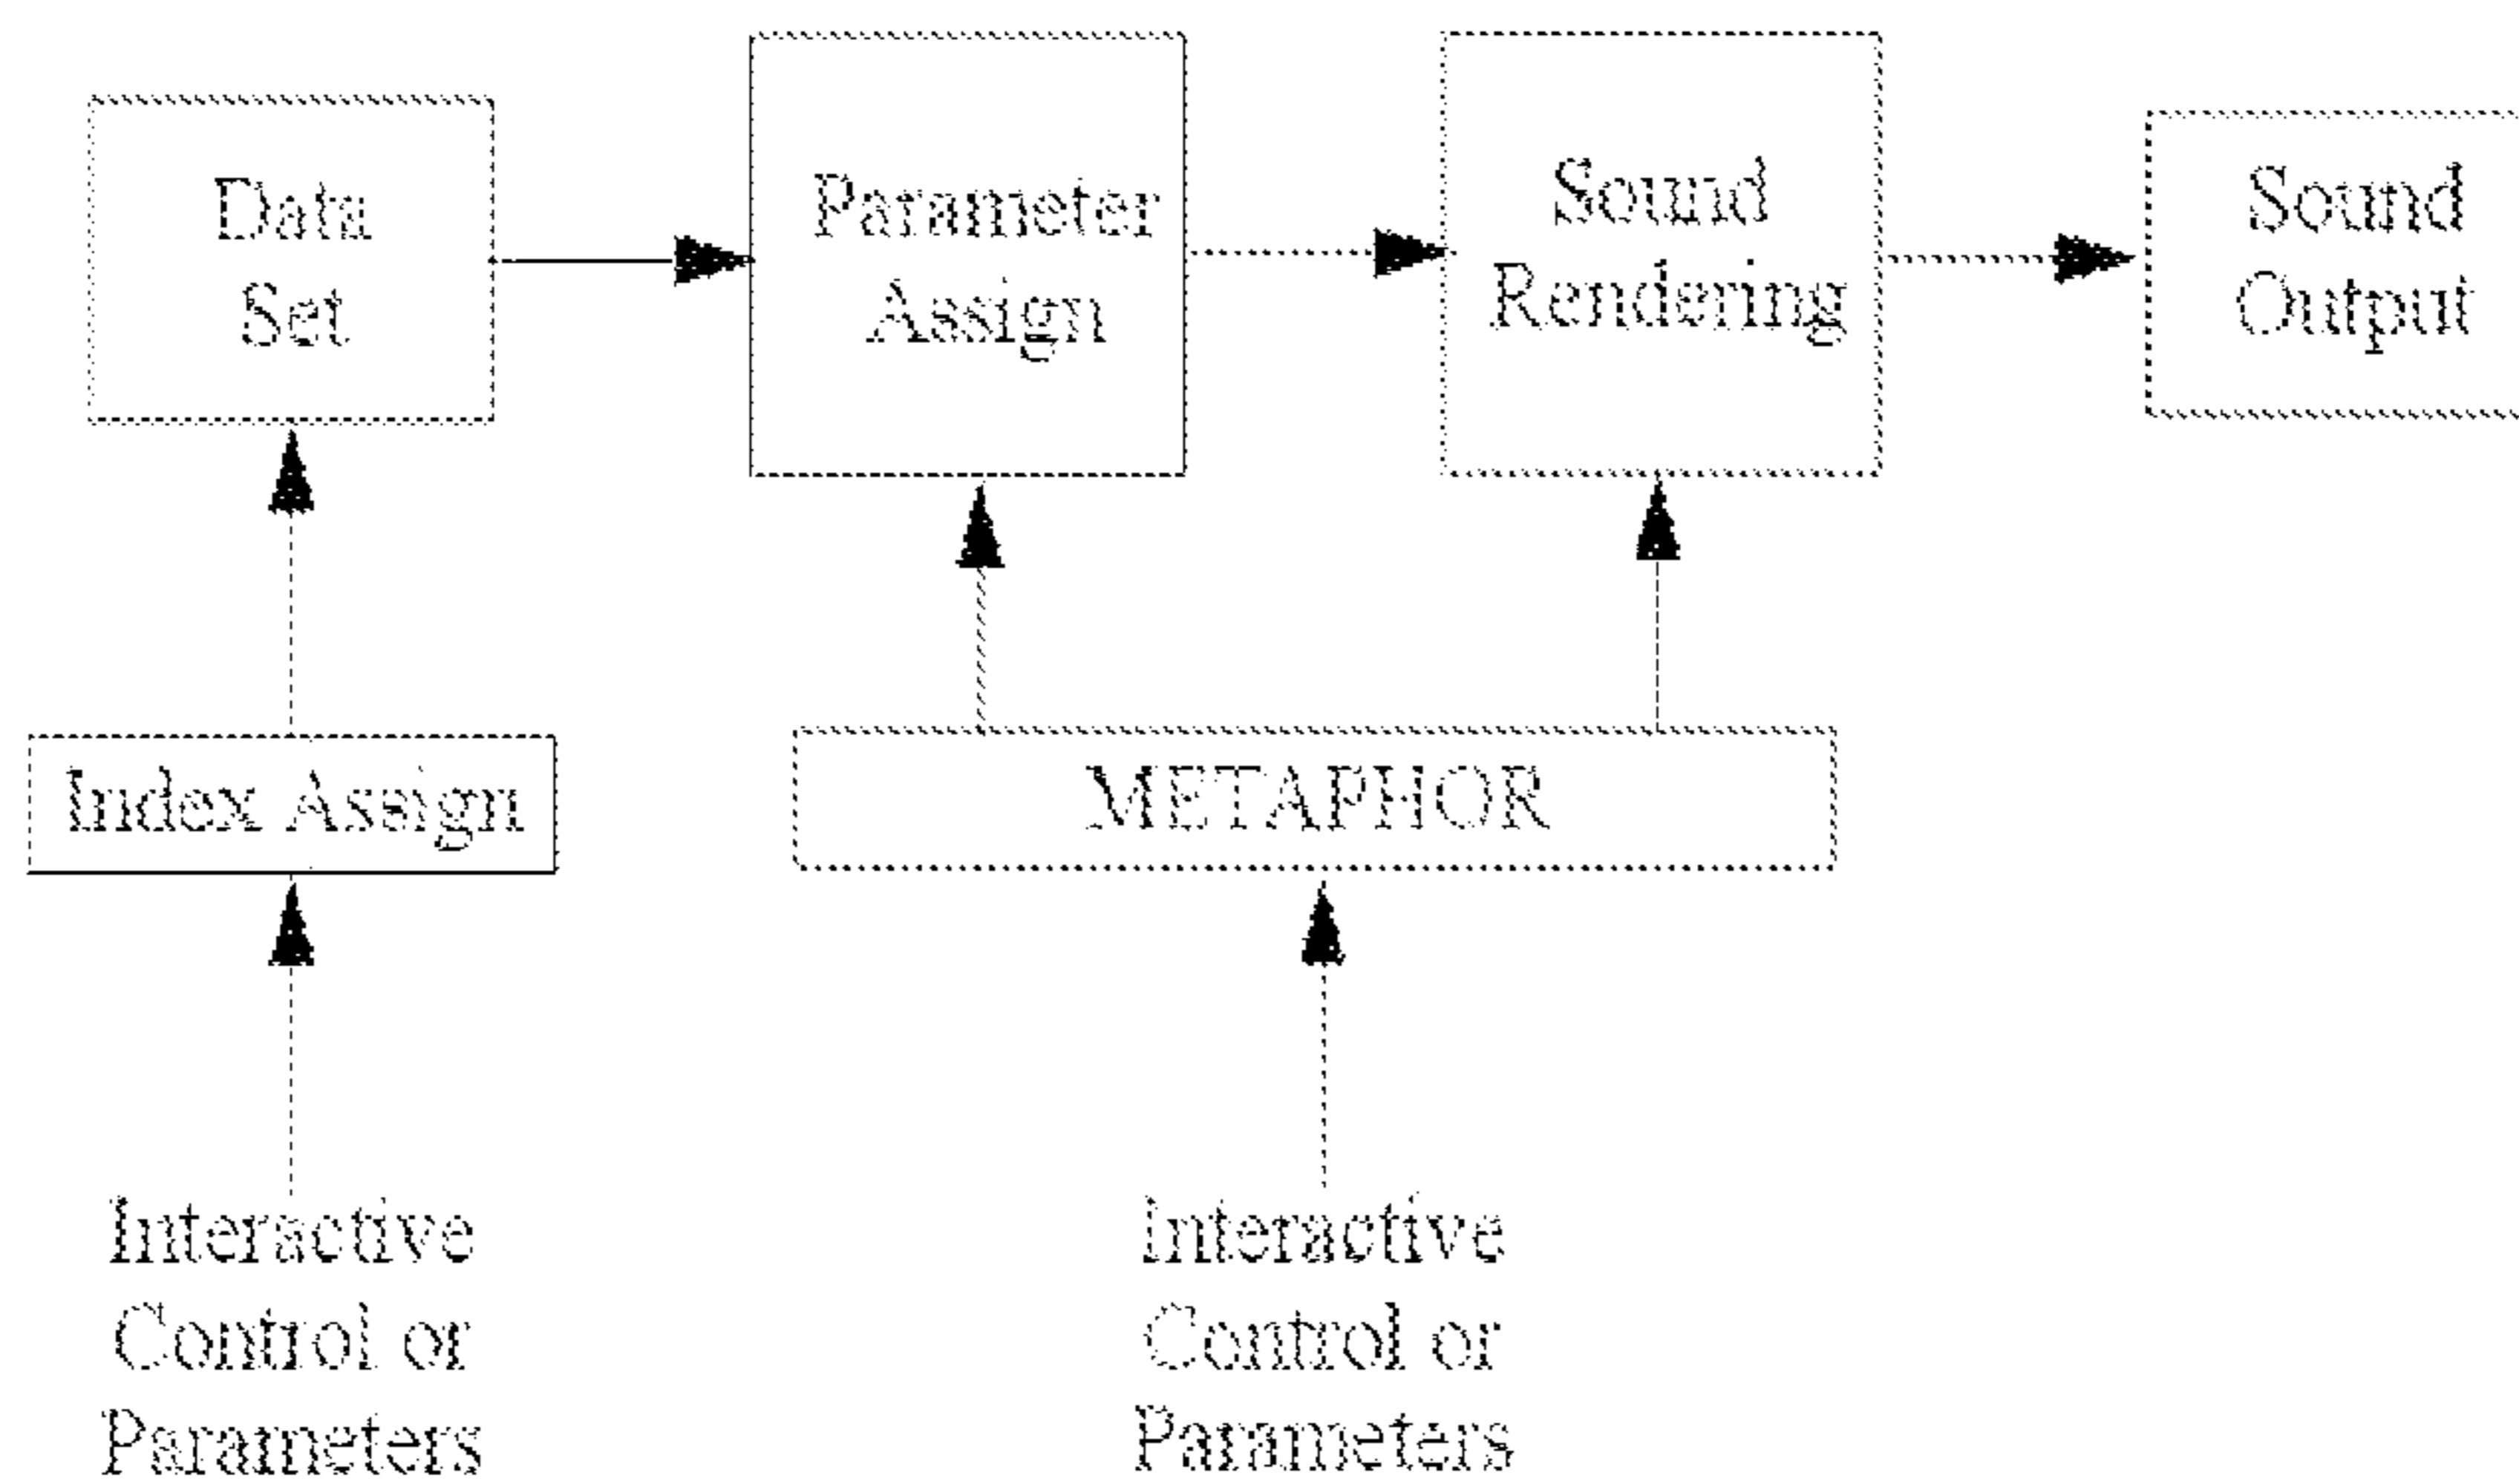 Data
Set
Parameter
Assign
Sound
Rendering
Sound
Output
Index Assign
METAPHOR
Interactive
Control or
Parameters
Interactive
Control or
Parameters